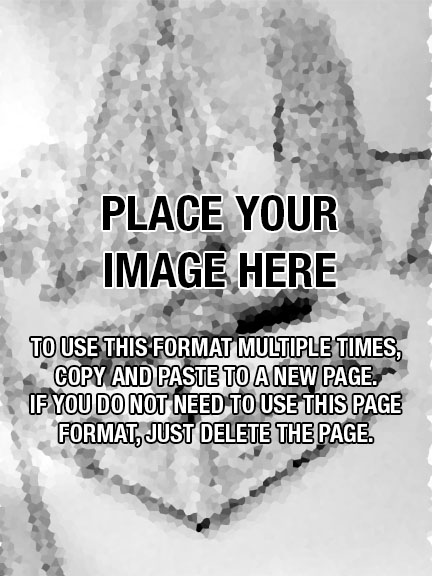 PLACE YOUR
IMAGE HERE
TO USE THIS FORMAT MULTIPLE TIMES,
COPY AND PASTE TO A NEW PAGE.
IF YOU DO NOT NEED TO USE THIS PAGE
FORMAT, JUST DELETE THE PAGE.